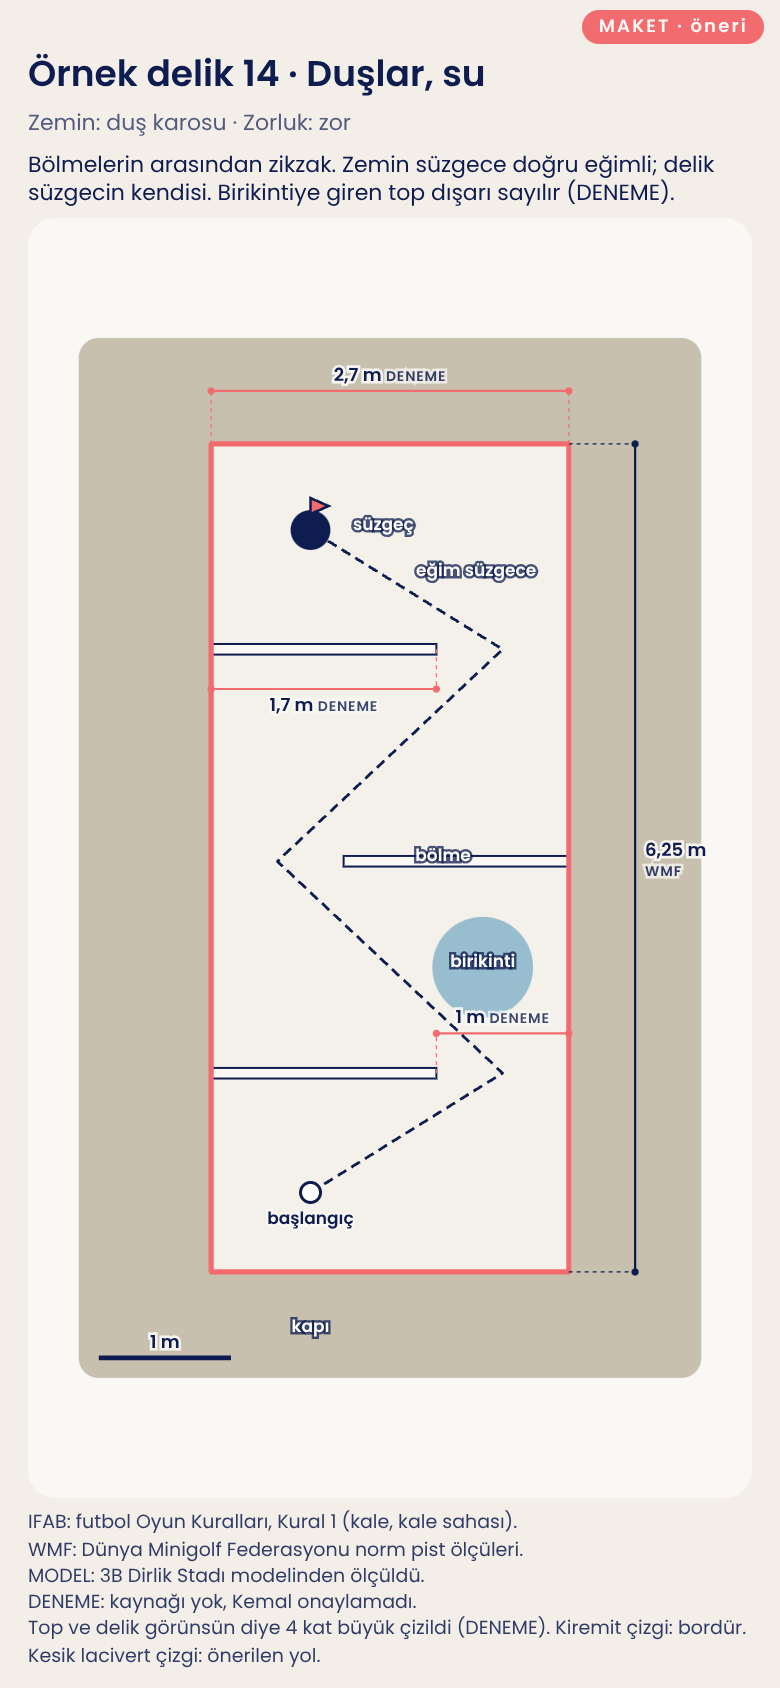 MAKET · öneri
Örnek delik 14 · Duşlar, su
Zemin: duş karosu · Zorluk: zor
Bölmelerin arasından zikzak. Zemin süzgece doğru eğimli; delik
süzgecin kendisi. Birikintiye giren top dışarı sayılır (DENEME).
2,7 m DENEME
süzgeç
eğim süzgece
1,7 m DENEME
bölme
6,25 m
WMF
birikinti
1 m DENEME
başlangıç
kapı
1 m
IFAB: futbol Oyun Kuralları, Kural 1 (kale, kale sahası).
WMF: Dünya Minigolf Federasyonu norm pist ölçüleri.
MODEL: 3B Dirlik Stadı modelinden ölçüldü.
DENEME: kaynağı yok, Kemal onaylamadı.
Top ve delik görünsün diye 4 kat büyük çizildi (DENEME). Kiremit çizgi: bordür.
Kesik lacivert çizgi: önerilen yol.